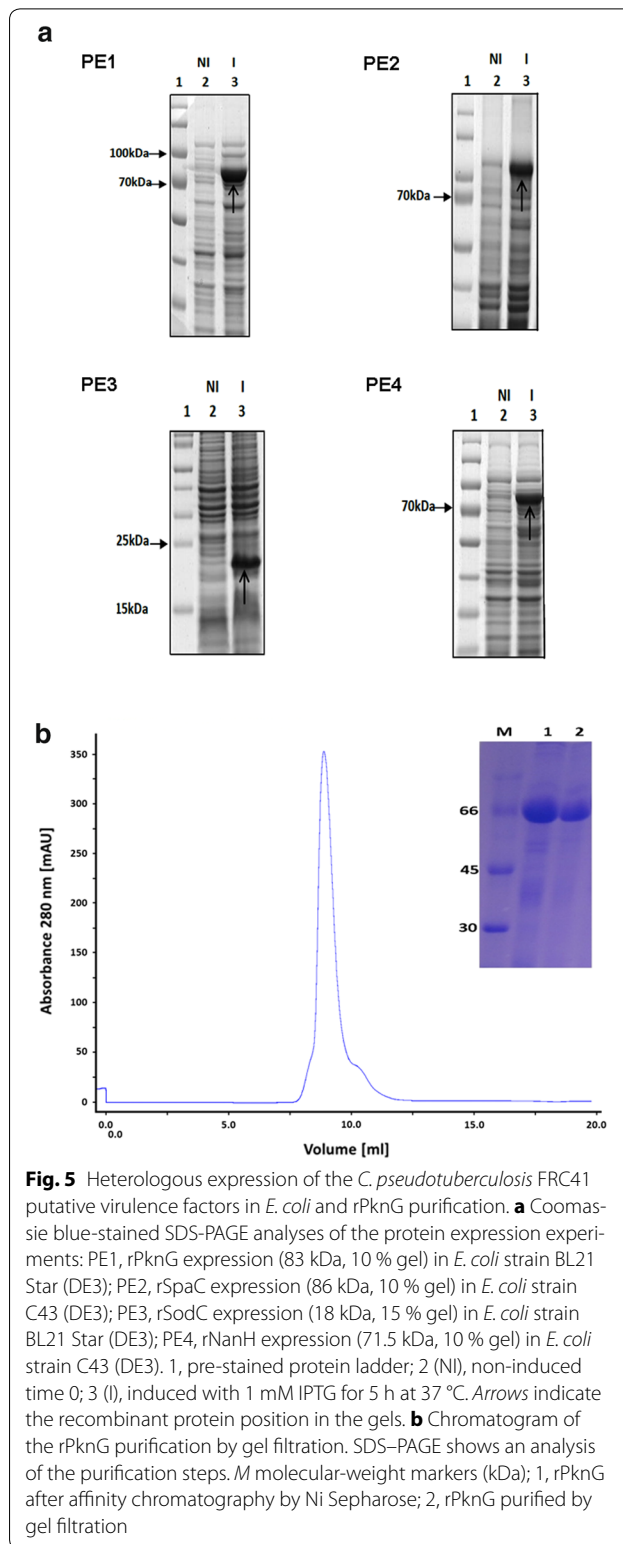 a
PE1
NI I
1 2 3
100kDa
70kDa
PE2
NI I
1 2 3
70kDa
PE3
NI I
1 2 3
25kDa
15kDa
PE4
NI I
1 2 3
70kDa
b
Absorbance 280 nm [mAU]
350
300
250
200
150
100
50
0
0.0 5.0 10.0 15.0 20.0
0.0
Volume [ml]
M 1 2
66
45
30
Fig. 5 Heterologous expression of the C. pseudotuberculosis FRC41
putative virulence factors in E. coli and rPknG purification. a Coomas-
sie blue-stained SDS-PAGE analyses of the protein expression experi-
ments: PE1, rPknG expression (83 kDa, 10 % gel) in E. coli strain BL21
Star (DE3); PE2, rSpaC expression (86 kDa, 10 % gel) in E. coli strain
C43 (DE3); PE3, rSodC expression (18 kDa, 15 % gel) in E. coli strain
BL21 Star (DE3); PE4, rNanH expression (71.5 kDa, 10 % gel) in E. coli
strain C43 (DE3). 1, pre-stained protein ladder; 2 (NI), non-induced
time 0; 3 (I), induced with 1 mM IPTG for 5 h at 37 °C. Arrows indicate
the recombinant protein position in the gels. b Chromatogram of
the rPknG purification by gel filtration. SDS–PAGE shows an analysis
of the purification steps. M molecular-weight markers (kDa); 1, rPknG
after affinity chromatography by Ni Sepharose; 2, rPknG purified by
gel filtration